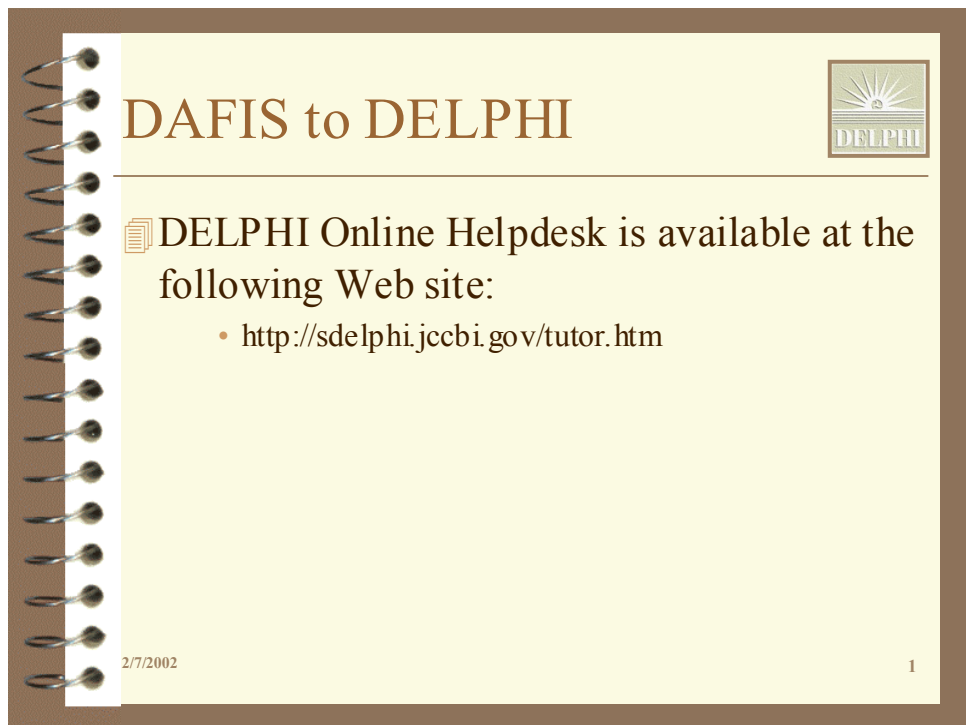 DAFIS to DELPHI
DELPHI
DELPHI Online Helpdesk is available at the
following Web site:
• http://sdelphi.jccbi.gov/tutor.htm
2/7/2002
1